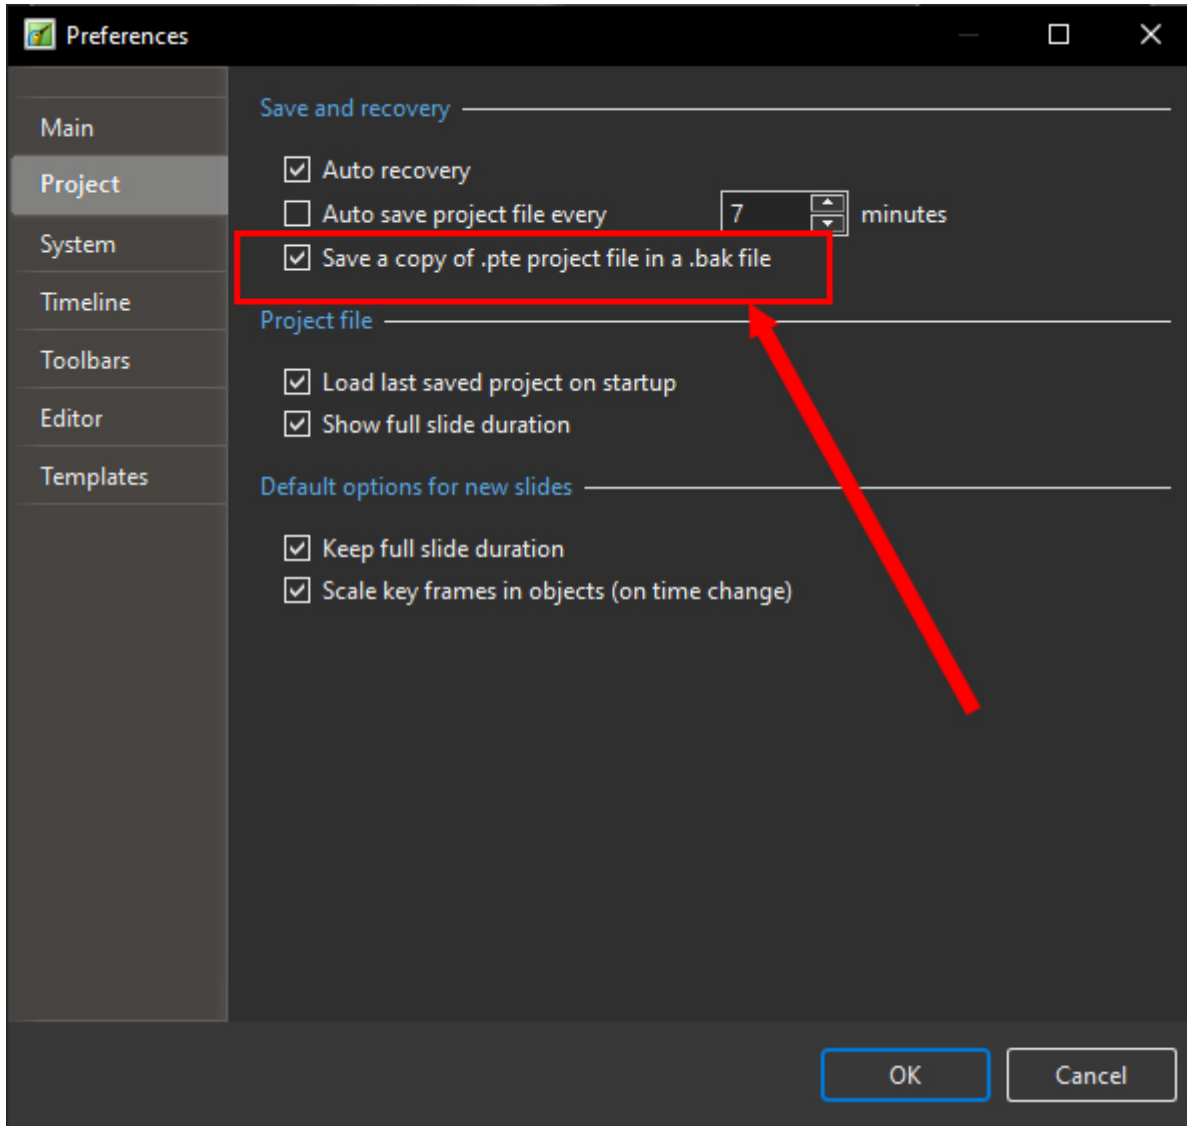 Preferences
Main
Project
System
Timeline
Toolbars
Editor
Templates
Save and recovery
Auto recovery
Auto save project file every 7 minutes
Save a copy of .pte project file in a .bak file
Project file
Load last saved project on startup
Show full slide duration
Default options for new slides
Keep full slide duration
Scale key frames in objects (on time change)
OK Cancel